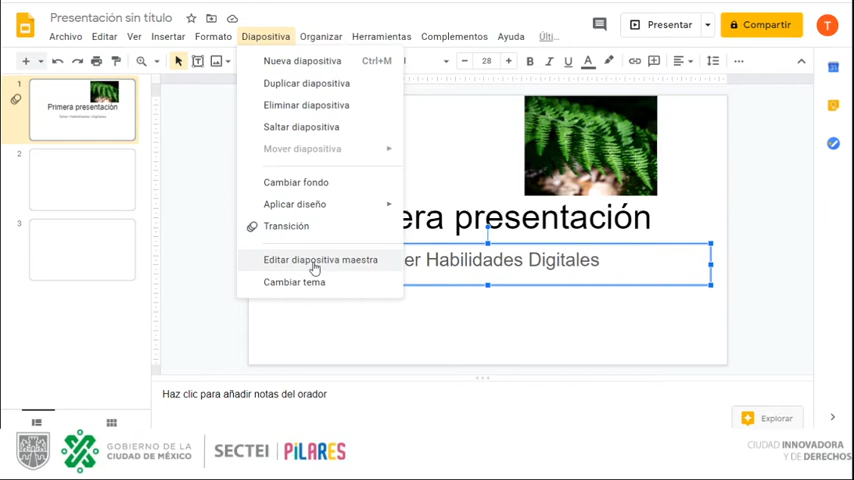 Presentación sin título
Archivo Editar Ver Insertar Formato Diapositiva Organizar Herramientas Complementos Ayuda Últi...
Presentar
Compartir
T
28
B I U A
Nueva diapositiva Ctrl+M
Duplicar diapositiva
Eliminar diapositiva
Saltar diapositiva
Mover diapositiva
Cambiar fondo
Aplicar diseño
Transición
Editar diapositiva maestra
Cambiar tema
1
Primera presentación
2
3
era presentación
er Habilidades Digitales
Haz clic para añadir notas del orador
Explorar
GOBIERNO DE LA
CIUDAD DE MÉXICO
SECTEI
PILARES
CIUDAD INNOVADORA
Y DE DERECHOS